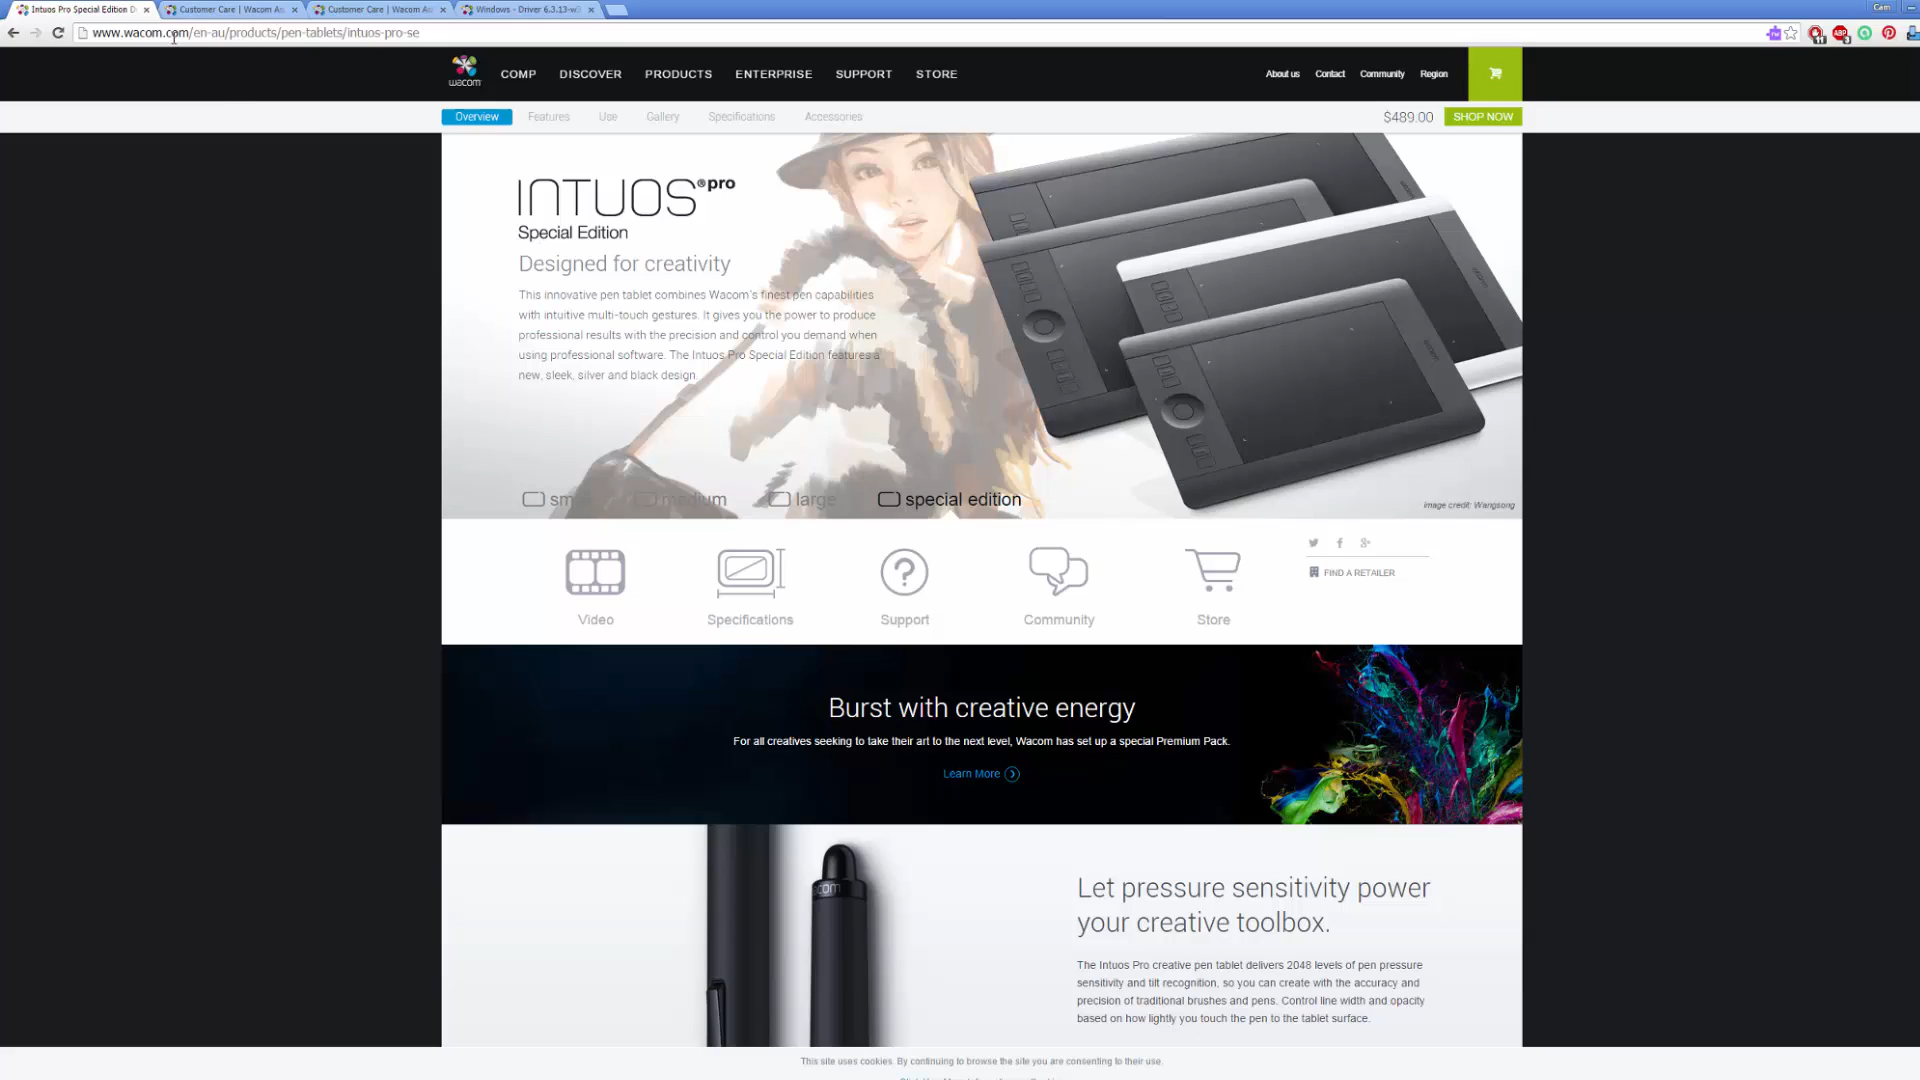 Intuos Pro Special Edition D
Customer Care | Wacom As
Customer Care | Wacom As
Windows - Driver 6.3.13-w3
Cam
www.wacom.com/en-au/products/pen-tablets/intuos-pro-se
wacom
COMP
DISCOVER
PRODUCTS
ENTERPRISE
SUPPORT
STORE
About us
Contact
Community
Region
Overview
Features
Use
Gallery
Specifications
Accessories
$489.00
SHOP NOW
INTUOS®pro
Special Edition
Designed for creativity
This innovative pen tablet combines Wacom's finest pen capabilities
with intuitive multi-touch gestures. It gives you the power to produce
professional results with the precision and control you demand when
using professional software. The Intuos Pro Special Edition features a
new, sleek, silver and black design.
medium
large
special edition
image credit: Wangsong
Video
Specifications
Support
Community
Store
FIND A RETAILER
Burst with creative energy
For all creatives seeking to take their art to the next level, Wacom has set up a special Premium Pack.
Learn More
Let pressure sensitivity power
your creative toolbox.
The Intuos Pro creative pen tablet delivers 2048 levels of pen pressure
sensitivity and tilt recognition, so you can create with the accuracy and
precision of traditional brushes and pens. Control line width and opacity
based on how lightly you touch the pen to the tablet surface.
This site uses cookies. By continuing to browse the site you are consenting to their use.